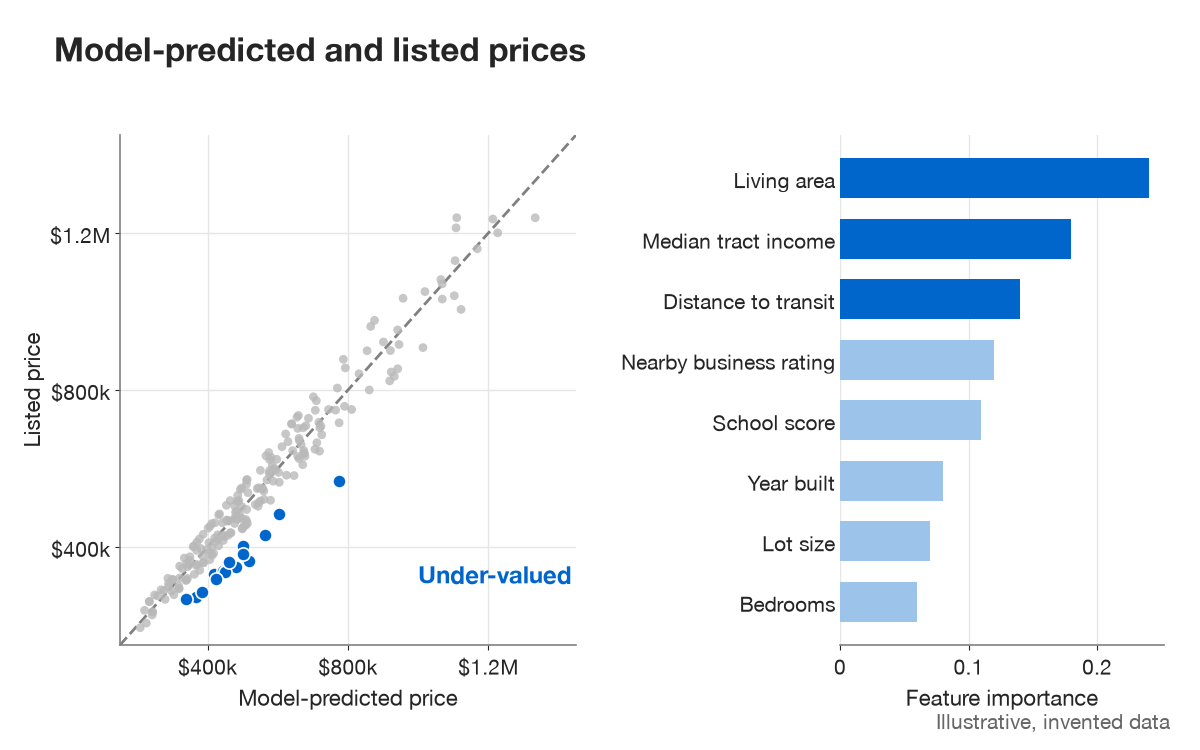 Model-predicted and listed prices
$1.2M
$800k
$400k
Listed price
Under-valued
$400k
$800k
$1.2M
Model-predicted price
Living area
Median tract income
Distance to transit
Nearby business rating
School score
Year built
Lot size
Bedrooms
0
0.1
0.2
Feature importance
Illustrative, invented data